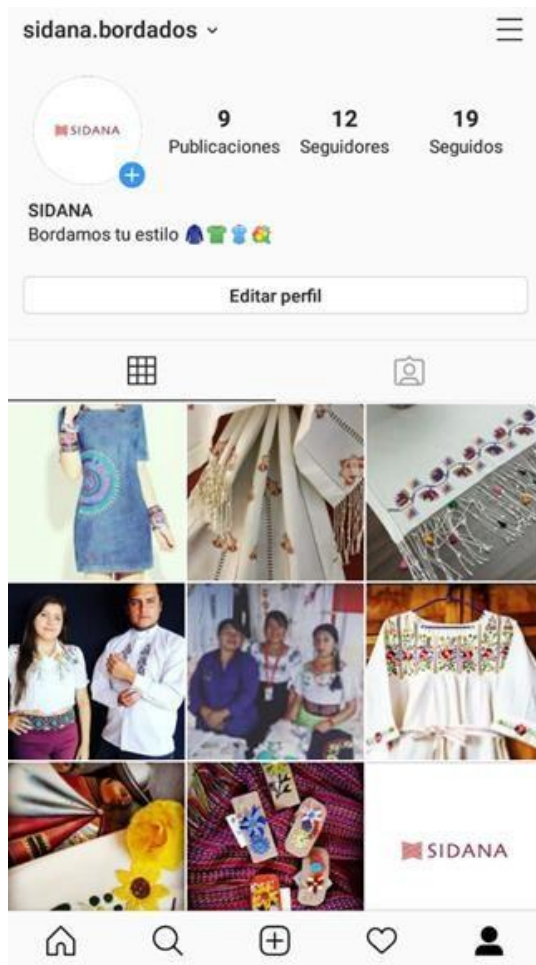 sidana.bordados
SIDANA
9
Publicaciones
12
Seguidores
19
Seguidos
SIDANA
Bordamos tu estilo
Editar perfil
SIDANA